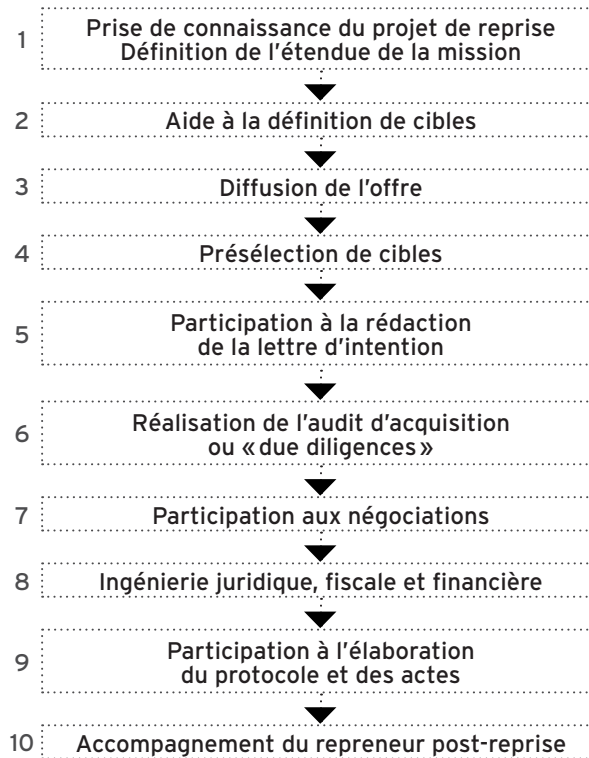 1 Prise de connaissance du projet de reprise
Définition de l'étendue de la mission
2 Aide à la définition de cibles
3 Diffusion de l'offre
4 Présélection de cibles
5 Participation à la rédaction
de la lettre d'intention
6 Réalisation de l'audit d'acquisition
ou «due diligences»
7 Participation aux négociations
8 Ingénierie juridique, fiscale et financière
9 Participation à l'élaboration
du protocole et des actes
10 Accompagnement du repreneur post-reprise